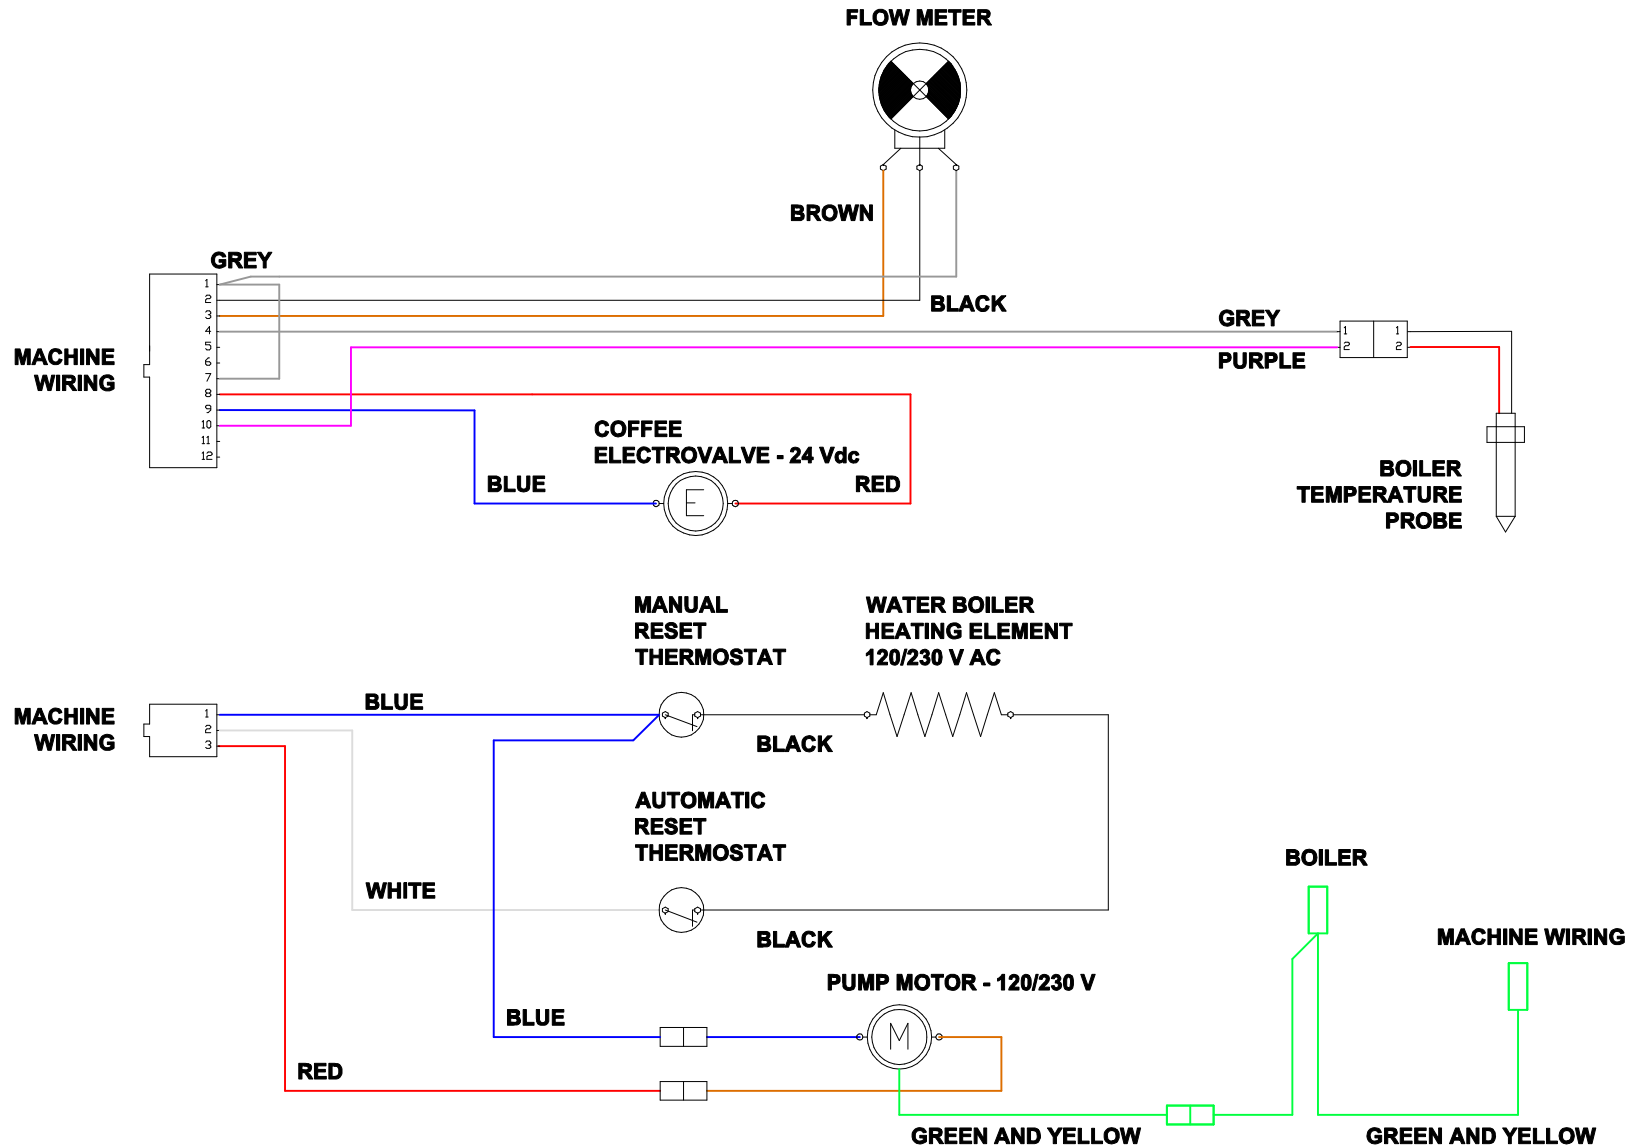 FLOW METER
BROWN
GREY
BLACK
1
2
3
4
5
6
7
8
9
10
11
12
MACHINE
WIRING
GREY
PURPLE
1
2
1
2
COFFEE
ELECTROVALVE - 24 Vdc
BLUE
E
RED
BOILER
TEMPERATURE
PROBE
MANUAL
RESET
THERMOSTAT
WATER BOILER
HEATING ELEMENT
120/230 V AC
MACHINE
WIRING
1
2
3
BLUE
BLACK
AUTOMATIC
RESET
THERMOSTAT
WHITE
BLACK
BOILER
MACHINE WIRING
PUMP MOTOR - 120/230 V
BLUE
M
RED
GREEN AND YELLOW
GREEN AND YELLOW